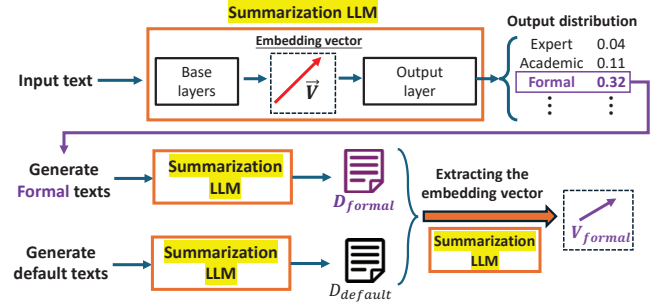 Summarization LLM
Output distribution
Embedding vector
Input text
Base
layers
V
Output
layer
Expert 0.04
Academic 0.11
Formal 0.32
⋮ ⋮
Generate
Formal texts
Summarization
LLM
D_formal
Extracting the
embedding vector
Summarization
LLM
V_formal
Generate
default texts
Summarization
LLM
D_default